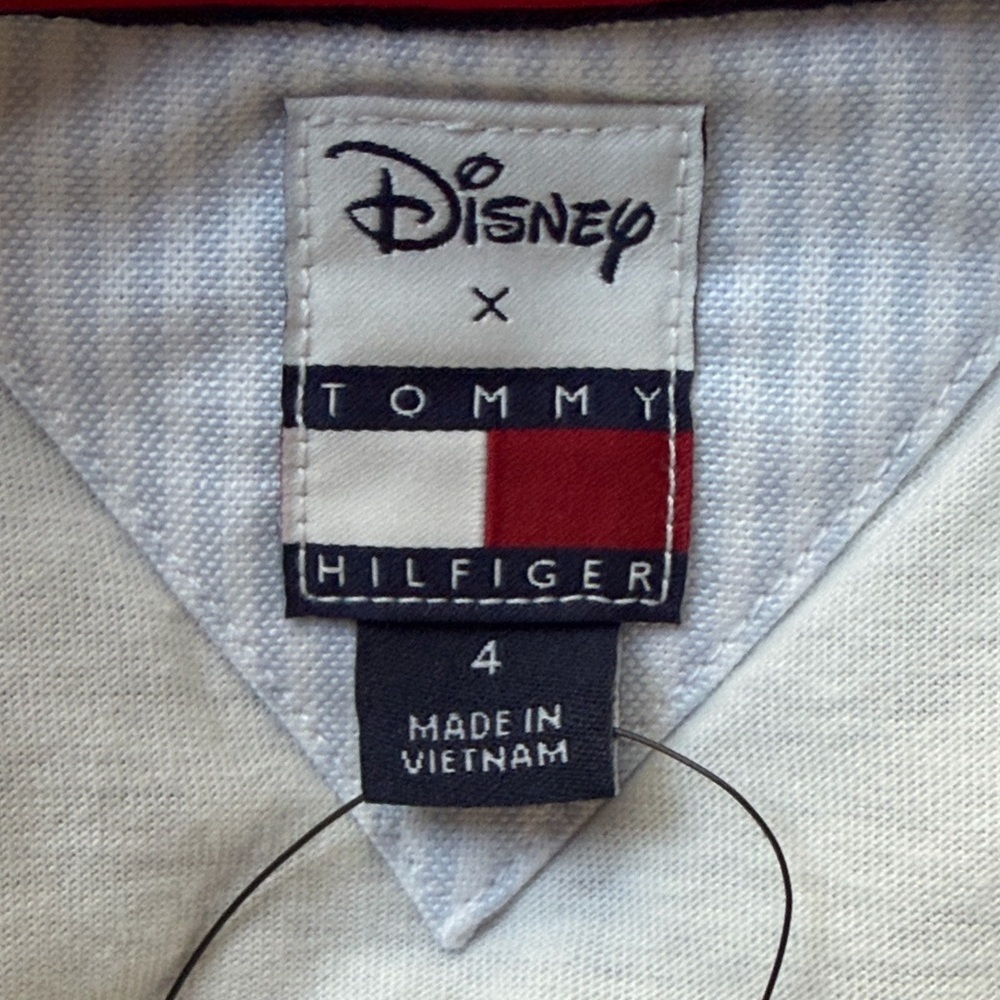 Disney
X
TOMMY
HILFIGER
4
MADE IN
VIETNAM